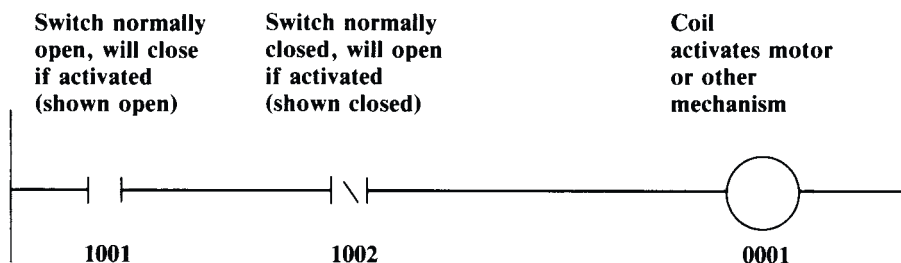 Switch normally
open, will close
if activated
(shown open)
Switch normally
closed, will open
if activated
(shown closed)
Coil
activates motor
or other
mechanism
1001
1002
0001